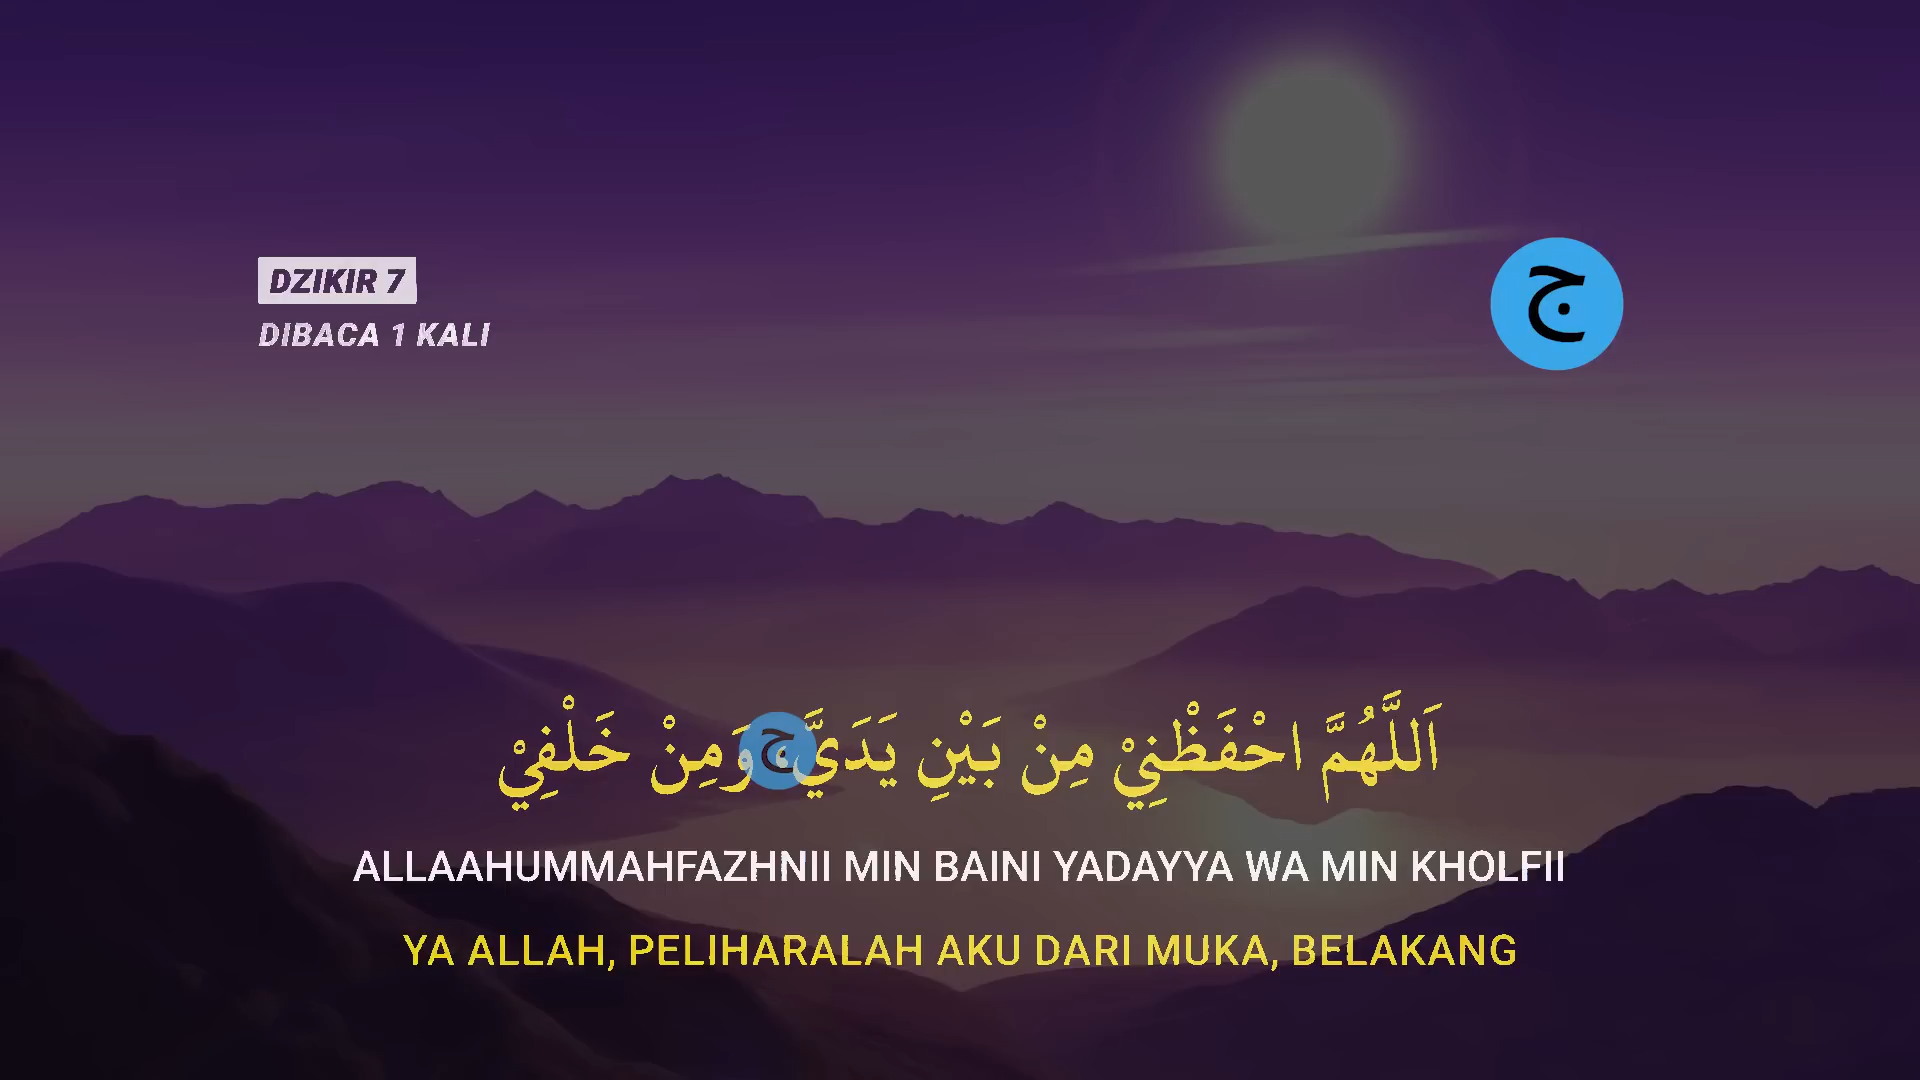 DZIKIR 7
DIBACA 1 KALI
ج
اَللَّهُمَّ احْفَظْنِيْ مِنْ بَيْنِ يَدَيَّ، وَمِنْ خَلْفِيْ
ج
ALLAAHUMMAHFAZHNII MIN BAINI YADAYYA WA MIN KHOLFII
YA ALLAH, PELIHARALAH AKU DARI MUKA, BELAKANG